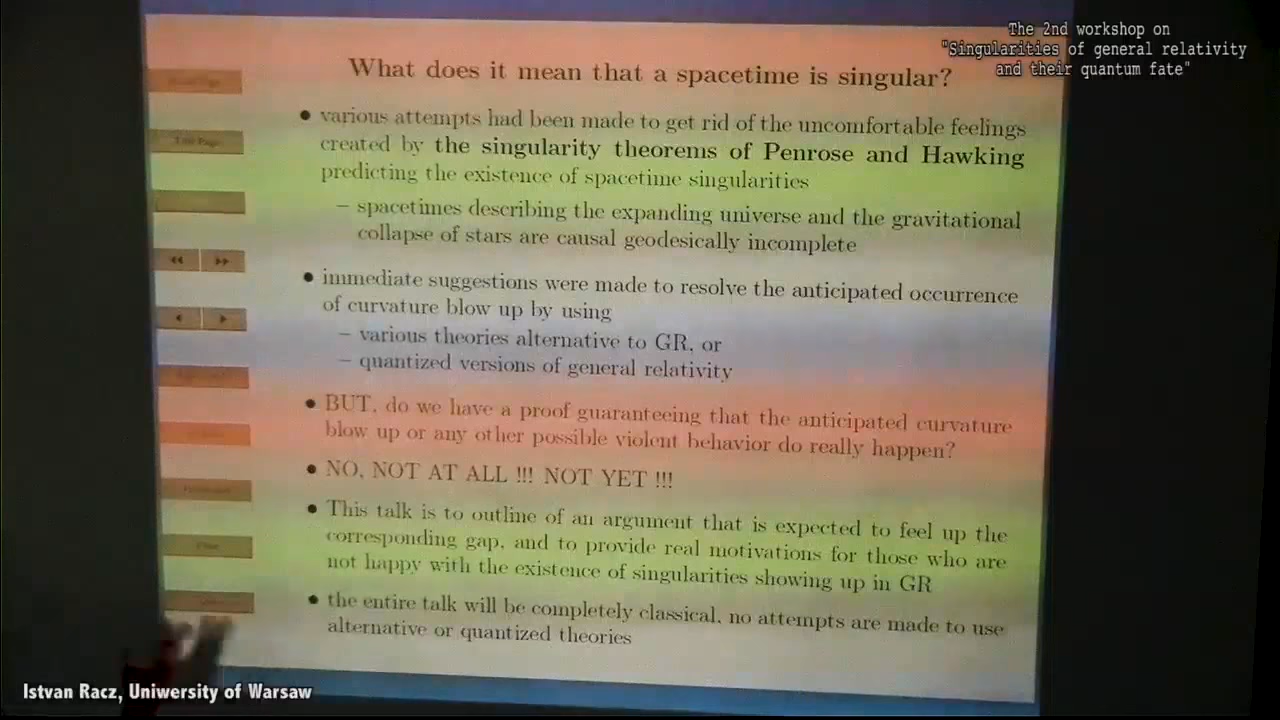 The 2nd workshop on
"Singularities of general relativity
and their quantum fate"
What does it mean that a spacetime is singular?
• various attempts had been made to get rid of the uncomfortable feelings
created by the singularity theorems of Penrose and Hawking
predicting the existence of spacetime singularities
– spacetimes describing the expanding universe and the gravitational
collapse of stars are causal geodesically incomplete
• immediate suggestions were made to resolve the anticipated occurrence
of curvature blow up by using
– various theories alternative to GR, or
– quantized versions of general relativity
• BUT, do we have a proof guaranteeing that the anticipated curvature
blow up or any other possible violent behavior do really happen?
• NO, NOT AT ALL !!! NOT YET !!!
• This talk is to outline of an argument that is expected to feel up the
corresponding gap, and to provide real motivations for those who are
not happy with the existence of singularities showing up in GR
• the entire talk will be completely classical, no attempts are made to use
alternative or quantized theories
Title Page
Istvan Racz, Uniwersity of Warsaw